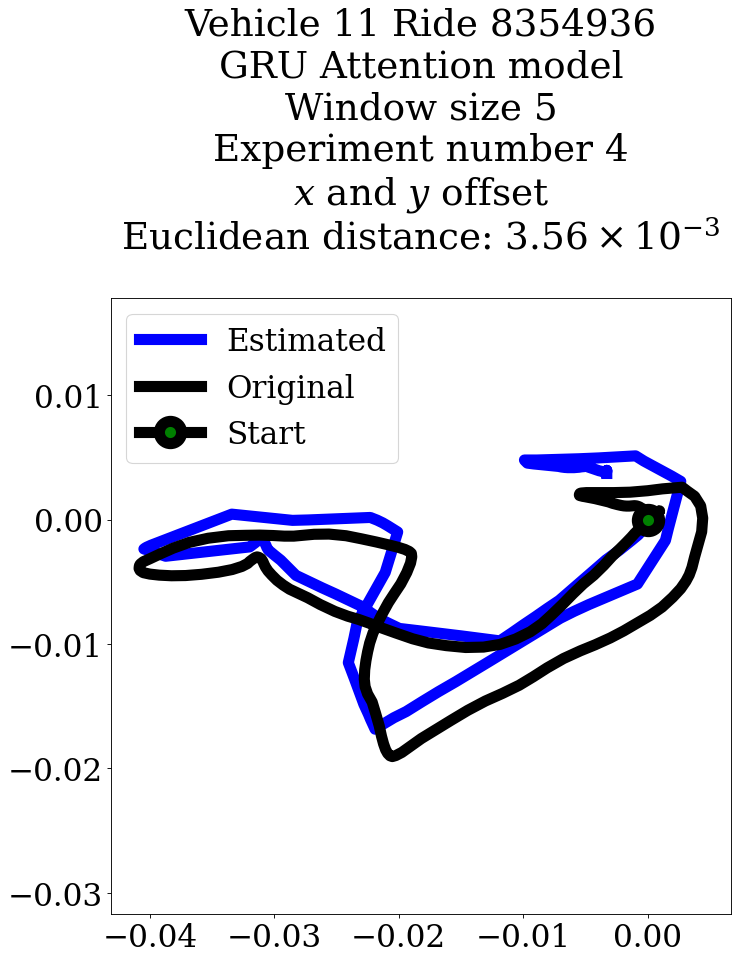 Vehicle 11 Ride 8354936
GRU Attention model
Window size 5
Experiment number 4
x and y offset
Euclidean distance: 3.56 × 10⁻³
Estimated
Original
Start
0.01
0.00
−0.01
−0.02
−0.03
−0.04 −0.03 −0.02 −0.01 0.00